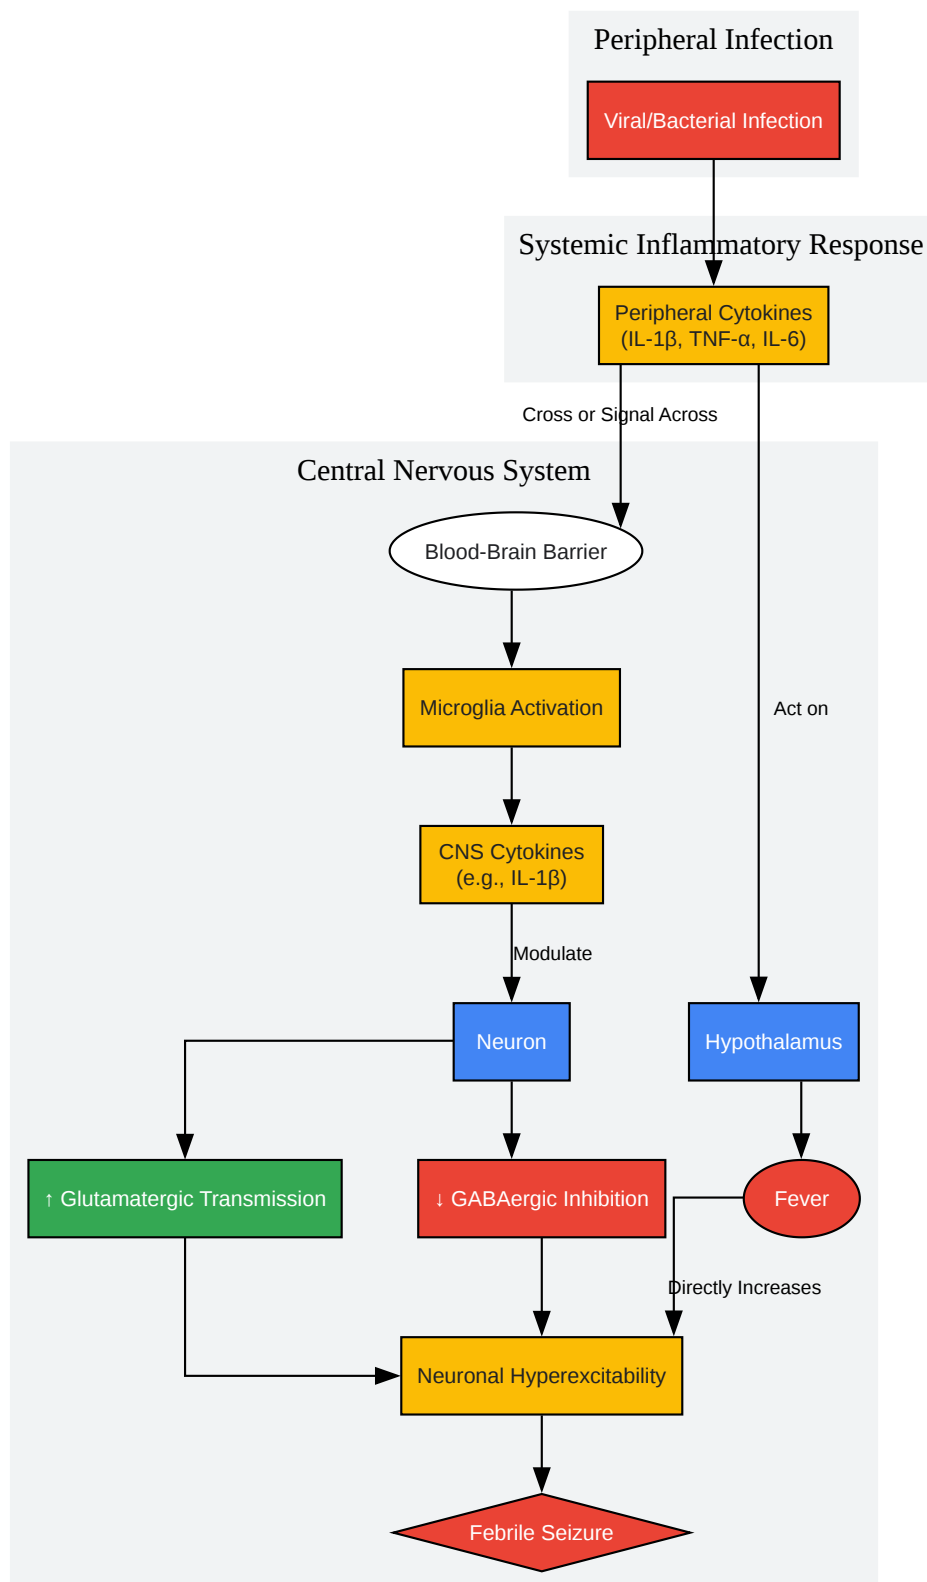 Peripheral Infection
Viral/Bacterial Infection
Systemic Inflammatory Response
Peripheral Cytokines
(IL-1β, TNF-α, IL-6)
Cross or Signal Across
Central Nervous System
Blood-Brain Barrier
Microglia Activation
Act on
CNS Cytokines
(e.g., IL-1β)
Modulate
Neuron
Hypothalamus
↑ Glutamatergic Transmission
↓ GABAergic Inhibition
Fever
Directly Increases
Neuronal Hyperexcitability
Febrile Seizure